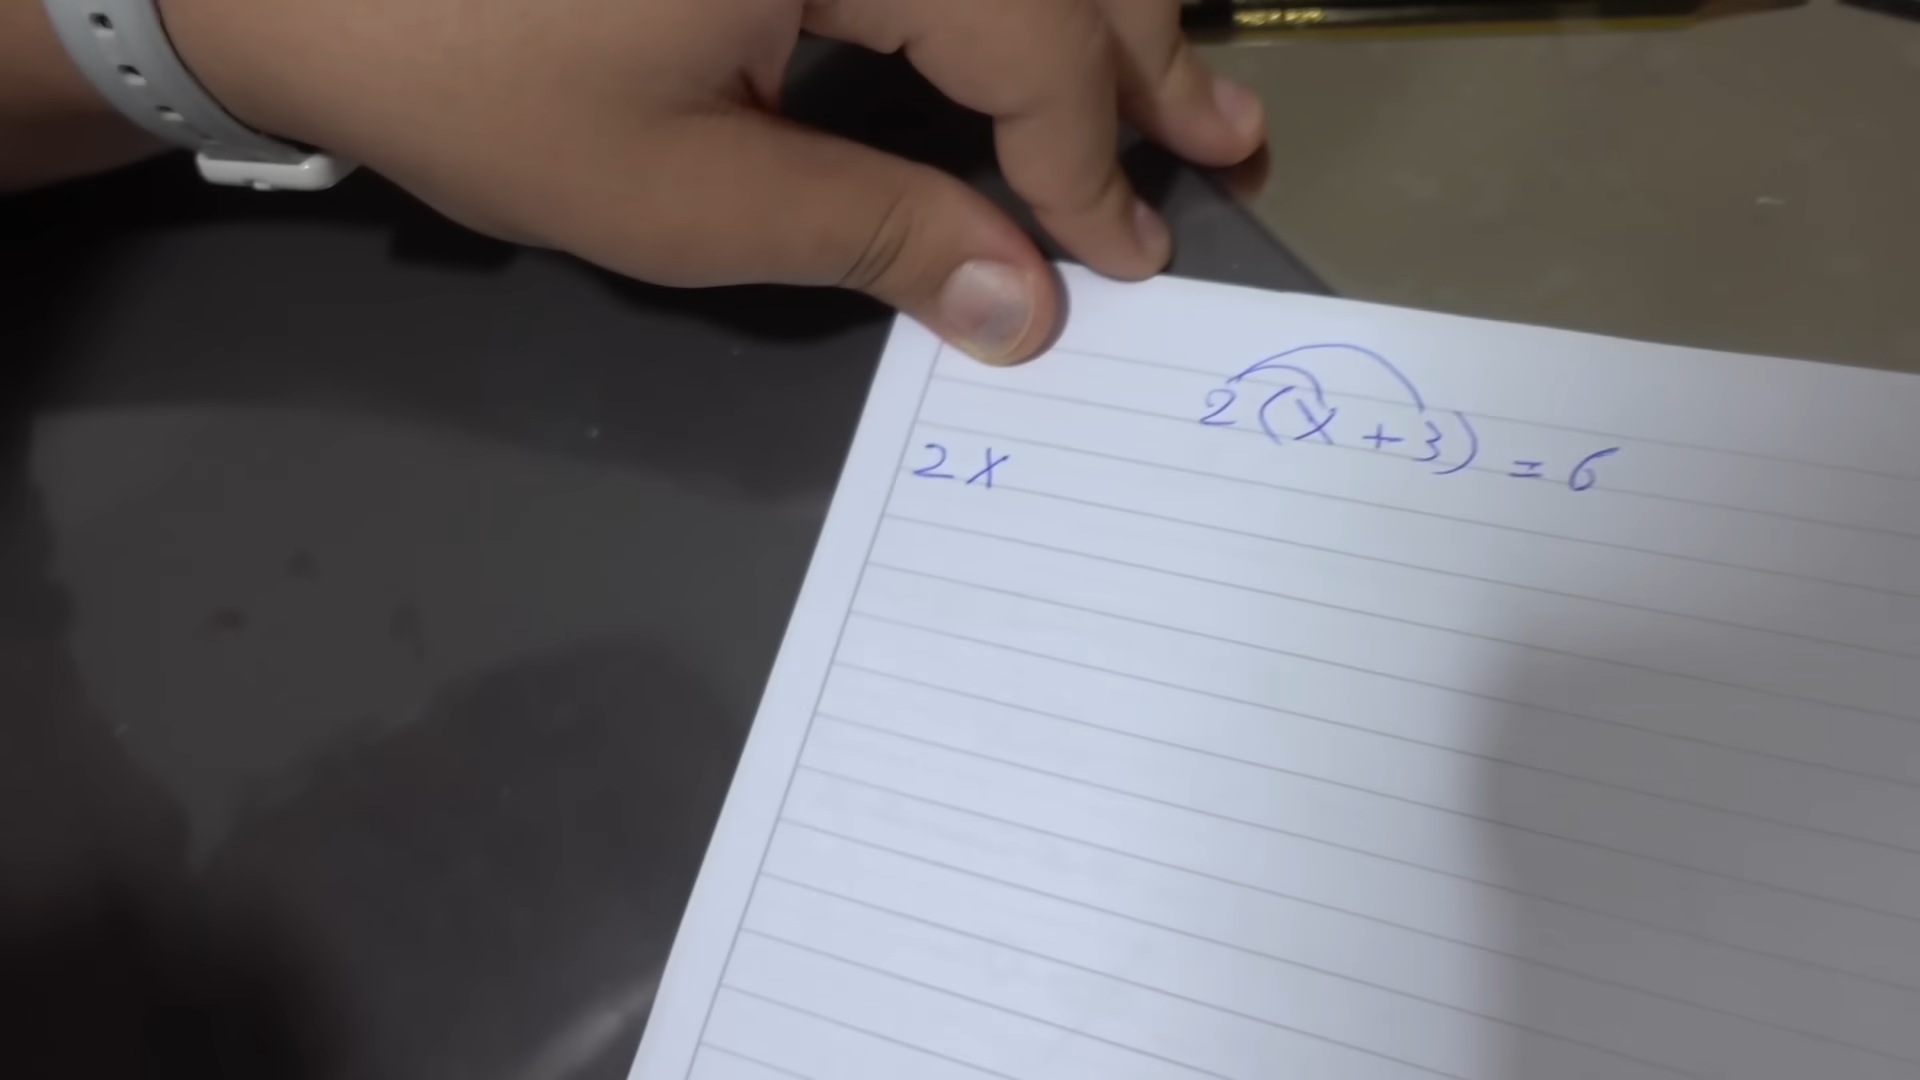 2(x+3) = 6
2x